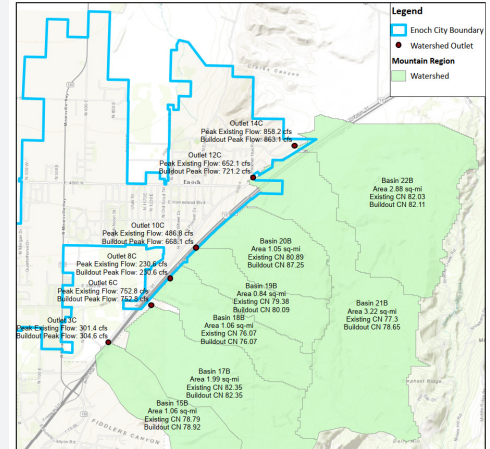 Legend
Enoch City Boundary
Watershed Outlet
Mountain Region
Watershed
Outlet 14C
Peak Existing Flow: 858.2 cfs
Buildout Peak Flow: 863.1 cfs
Outlet 12C
Peak Existing Flow: 652.1 cfs
Buildout Peak Flow: 721.2 cfs
Enoch
Basin 22B
Area 2.88 sq-mi
Existing CN 82.03
Buildout CN 82.11
Outlet 10C
Peak Existing Flow: 486.8 cfs
Buildout Peak Flow: 668.1 cfs
Outlet 8C
Peak Existing Flow: 230.6 cfs
Buildout Peak Flow: 230.6 cfs
Outlet 6C
Peak Existing Flow: 752.8 cfs
Buildout Peak Flow: 752.8 cfs
Outlet 3C
Peak Existing Flow: 301.4 cfs
Buildout Peak Flow: 304.6 cfs
Basin 20B
Area 1.05 sq-mi
Existing CN 80.89
Buildout CN 87.25
Basin 19B
Area 0.84 sq-mi
Existing CN 79.38
Buildout CN 80.09
Basin 18B
Area 1.06 sq-mi
Existing CN 76.07
Buildout CN 76.07
Basin 21B
Area 3.22 sq-mi
Existing CN 77.3
Buildout CN 78.65
Basin 17B
Area 1.99 sq-mi
Existing CN 82.35
Buildout CN 82.35
Basin 15B
Area 1.06 sq-mi
Existing CN 78.79
Buildout CN 78.92
FIDDLERS CANYON